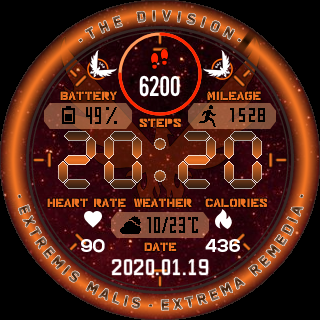 · THE DIVISION ·
6200
BATTERY
MILEAGE
49%
1528
STEPS
20:20
HEART RATE
WEATHER
CALORIES
10/23°C
90
DATE
436
2020.01.19
· EXTREMIS MALIS · EXTREMA REMEDIA ·